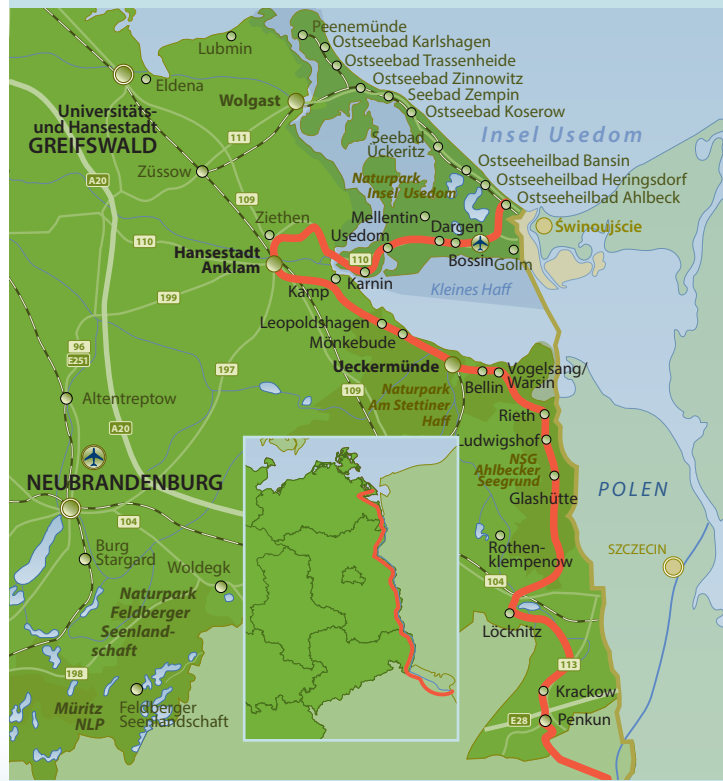 Peenemünde
Ostseebad Karlshagen
Lubmin
Ostseebad Trassenheide
Ostseebad Zinnowitz
Eldena
Seebad Zempin
Wolgast
Ostseebad Koserow
Universitäts-
und Hansestadt
GREIFSWALD
111
Insel Usedom
Seebad
Ückeritz
Züssow
Ostseeheilbad Bansin
A20
Naturpark
Insel Usedom
Ostseeheilbad Heringsdorf
109
Ostseeheilbad Ahlbeck
Ziethen
Mellentin
Dargen
Świnoujście
110
Usedom
Hansestadt
Anklam
110
Bossin
Golm
Kamp
Karnin
Kleines Haff
199
Leopoldshagen
Mönkebude
96
E251
197
Ueckermünde
Vogelsang/
Warsin
Bellin
109
Naturpark
Am Stettiner
Haff
Altentreptow
Rieth
A20
Ludwigshof
NSG
Ahlbecker
Seegrund
NEUBRANDENBURG
Glashütte
POLEN
104
Burg
Stargard
Rothen-
klempenow
SZCZECIN
Woldegk
104
Naturpark
Feldberger
Seenland-
schaft
Löcknitz
113
198
Krackow
Müritz
NLP
Feldberger
Seenlandschaft
E28
Penkun